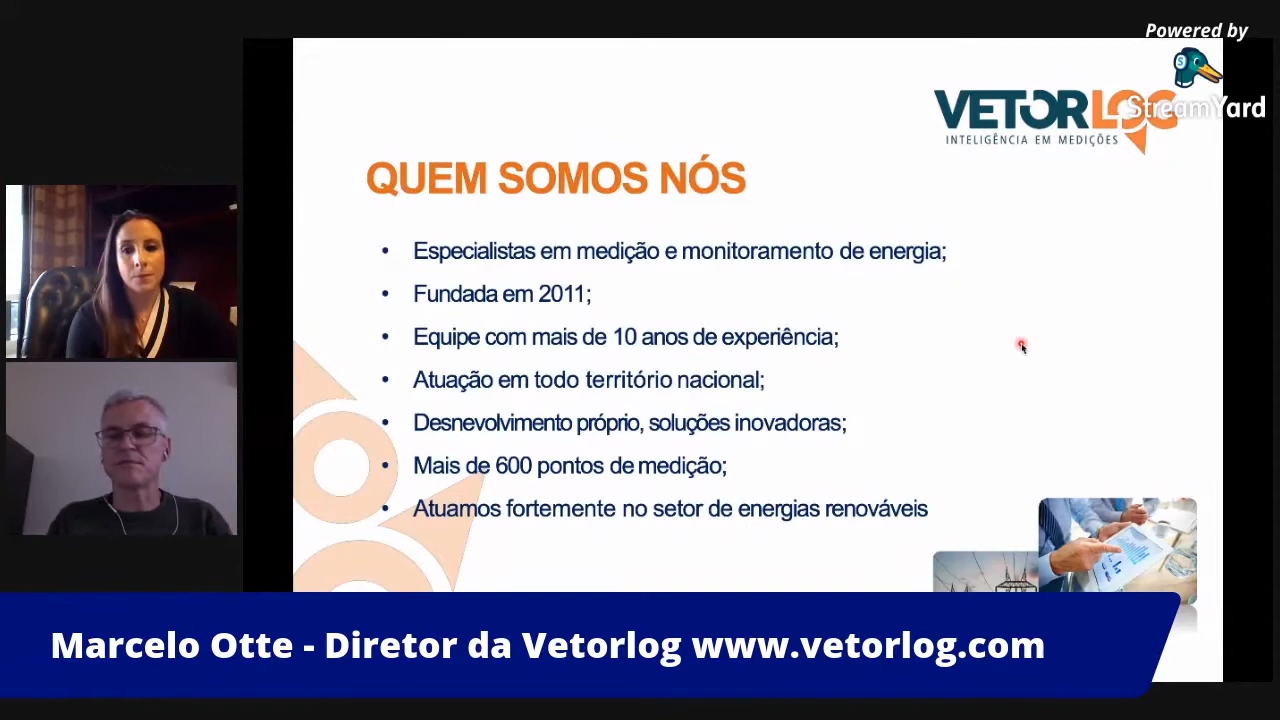 Powered by
StreamYard
VETORLOG
INTELIGÊNCIA EM MEDIÇÕES
QUEM SOMOS NÓS
• Especialistas em medição e monitoramento de energia;
• Fundada em 2011;
• Equipe com mais de 10 anos de experiência;
• Atuação em todo território nacional;
• Desnevolvimento próprio, soluções inovadoras;
• Mais de 600 pontos de medição;
• Atuamos fortemente no setor de energias renováveis
Marcelo Otte - Diretor da Vetorlog www.vetorlog.com